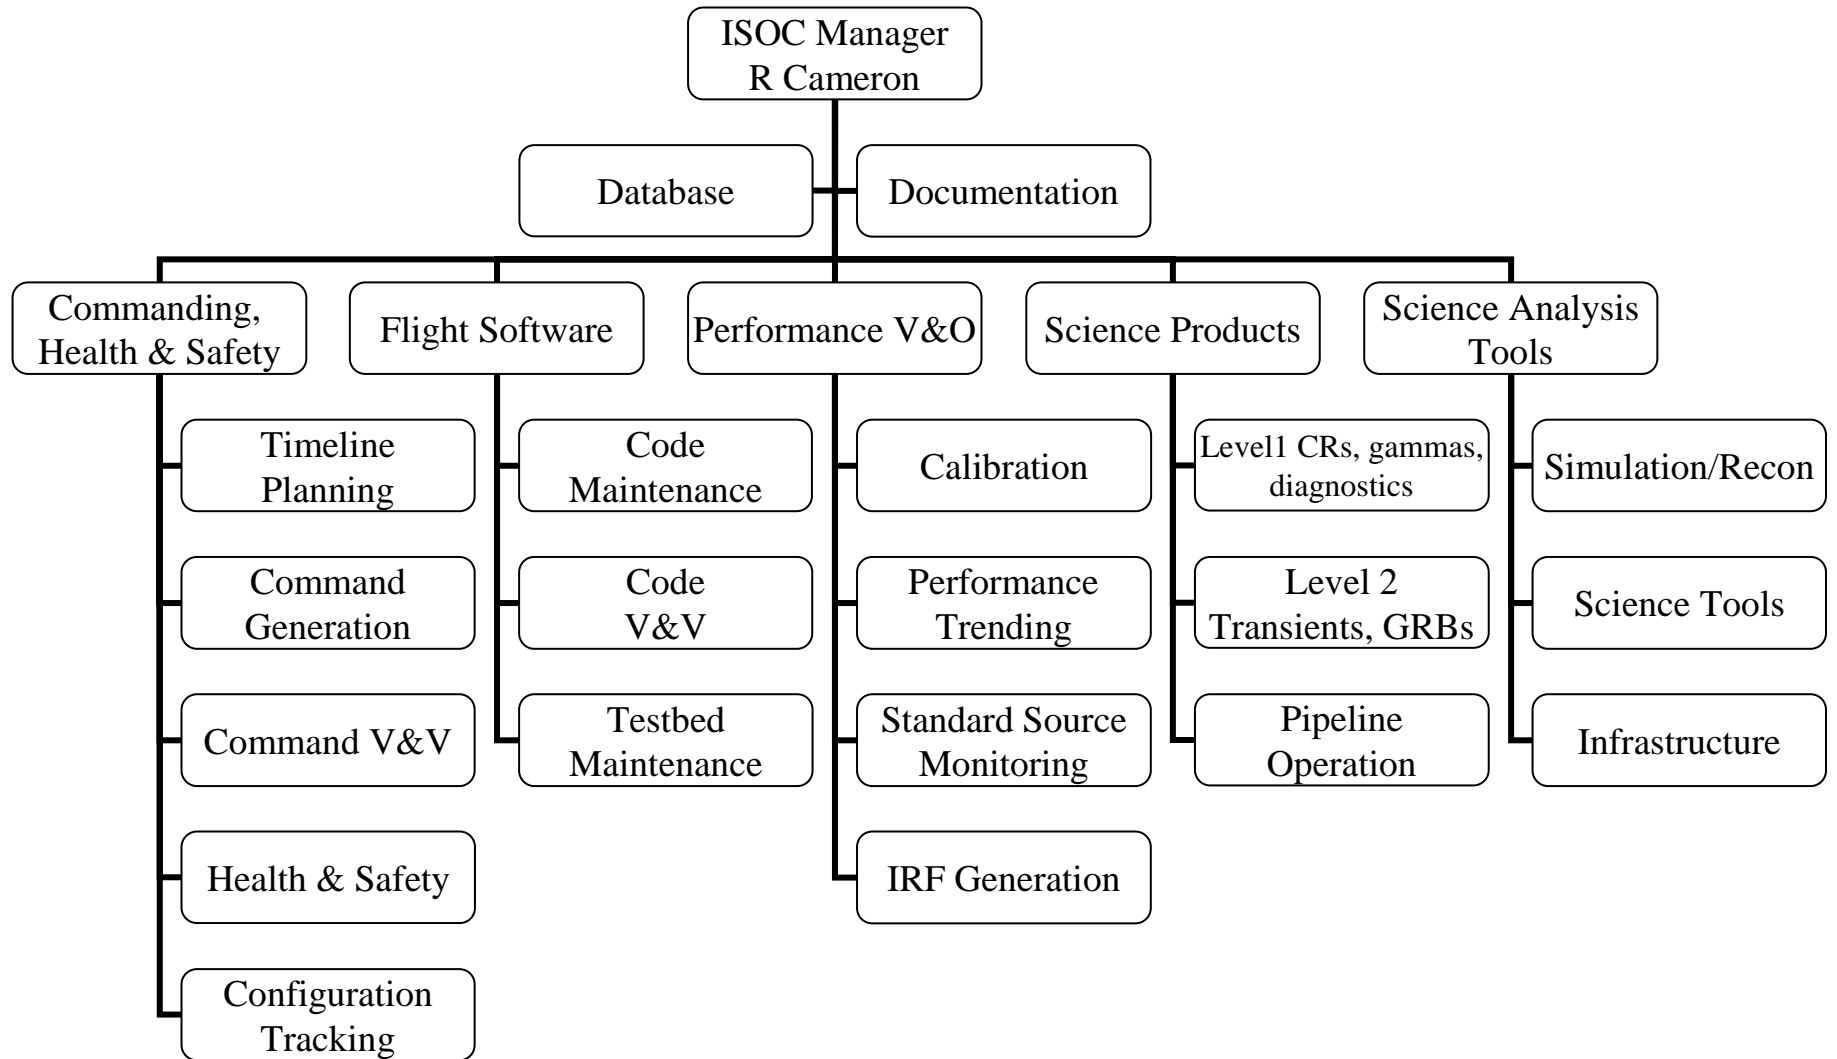 ISOC Manager
R Cameron
Database
Documentation
Commanding,
Health & Safety
Flight Software
Performance V&O
Science Products
Science Analysis
Tools
Timeline
Planning
Code
Maintenance
Calibration
Level1 CRs, gammas,
diagnostics
Simulation/Recon
Command
Generation
Code
V&V
Performance
Trending
Level 2
Transients, GRBs
Science Tools
Command V&V
Testbed
Maintenance
Standard Source
Monitoring
Pipeline
Operation
Infrastructure
Health & Safety
IRF Generation
Configuration
Tracking